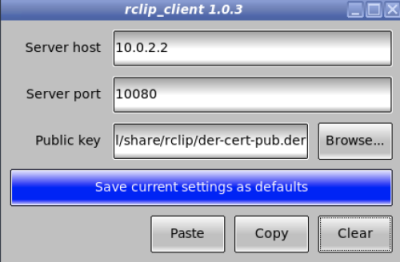 rclip_client 1.0.3
Server host 10.0.2.2
Server port 10080
Public key l/share/rclip/der-cert-pub.der Browse...
Save current settings as defaults
Paste Copy Clear